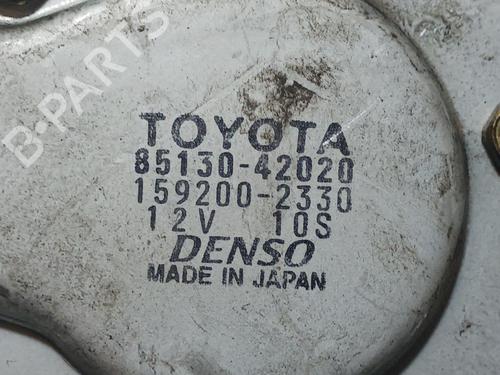 B-PARTS
TOYOTA
85130-42020
159200-2330
12V 10S
DENSO
MADE IN JAPAN